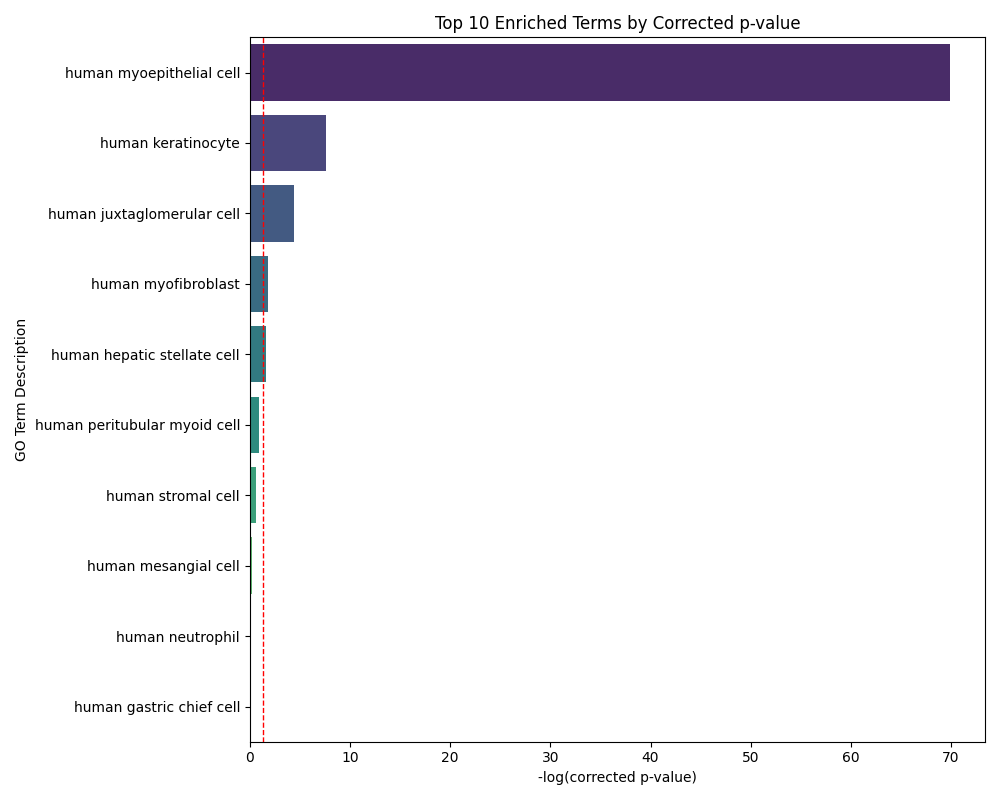 Top 10 Enriched Terms by Corrected p-value
human myoepithelial cell
human keratinocyte
human juxtaglomerular cell
human myofibroblast
human hepatic stellate cell
human peritubular myoid cell
human stromal cell
human mesangial cell
human neutrophil
human gastric chief cell
GO Term Description
0 10 20 30 40 50 60 70
-log(corrected p-value)